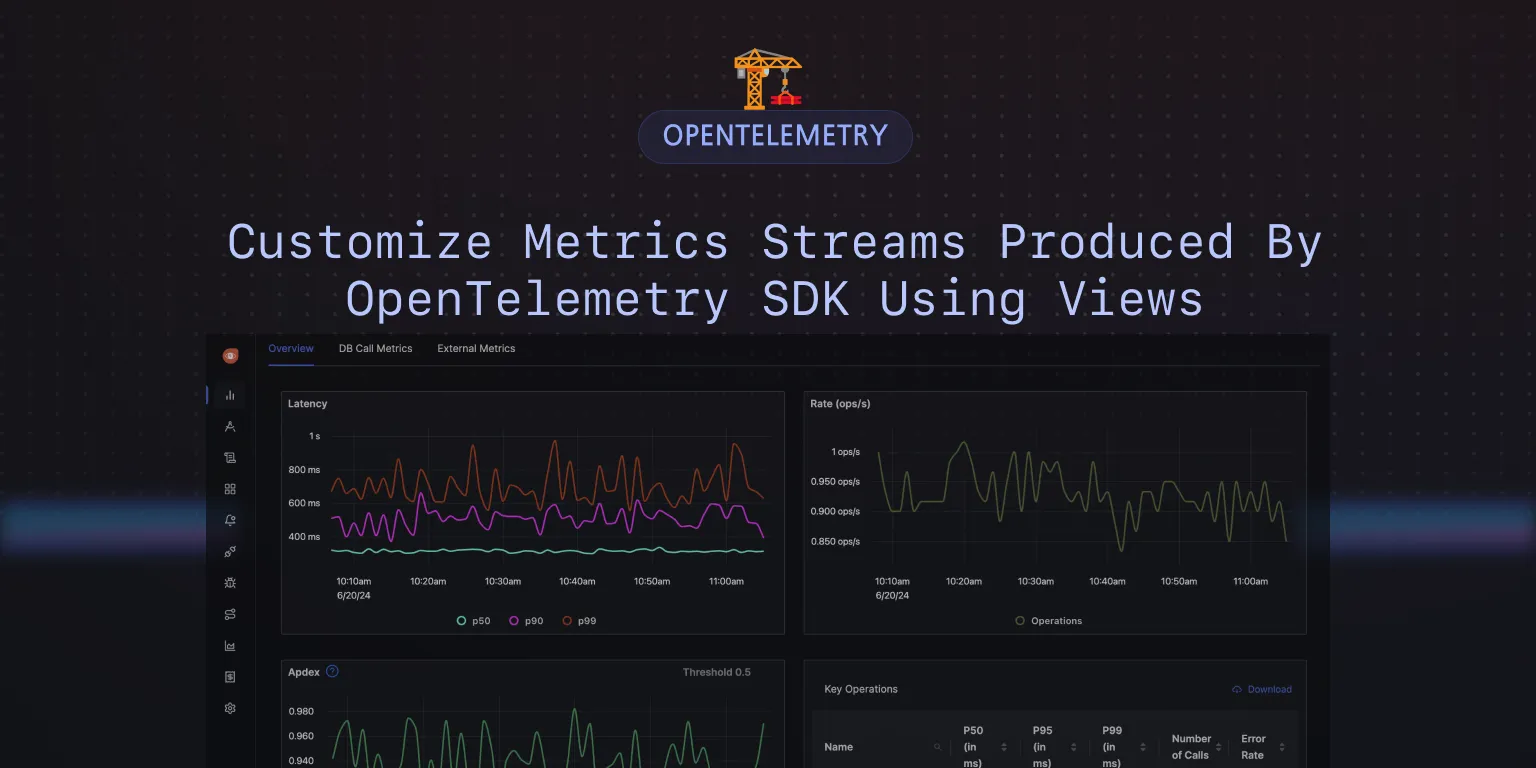 OPENTELEMETRY
Customize Metrics Streams Produced By
OpenTelemetry SDK Using Views
Overview DB Call Metrics External Metrics
Latency
1 s
800 ms
600 ms
400 ms
10:10am 10:20am 10:30am 10:40am 10:50am 11:00am
6/20/24
p50 p90 p99
Rate (ops/s)
1 ops/s
0.950 ops/s
0.900 ops/s
0.850 ops/s
10:10am 10:20am 10:30am 10:40am 10:50am 11:00am
6/20/24
Operations
Apdex ? Threshold 0.5
0.980
0.960
0.940
Key Operations Download
Name
P50
(in
ms)
P95
(in
ms)
P99
(in
ms)
Number
of Calls
Error
Rate